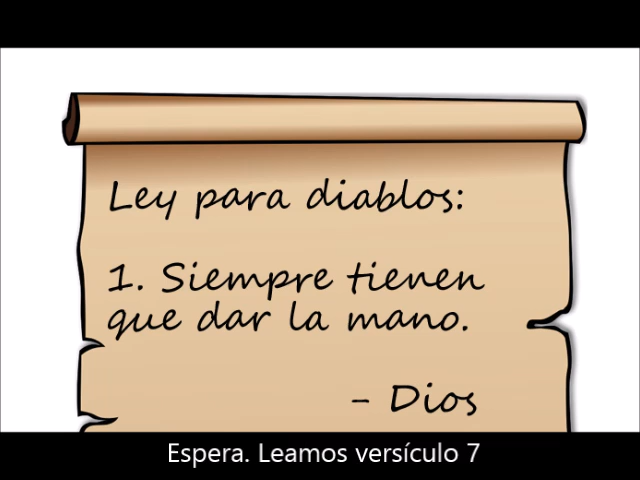 Ley para diablos:
1. Siempre tienen
que dar la mano.
- Dios
Espera. Leamos versículo 7